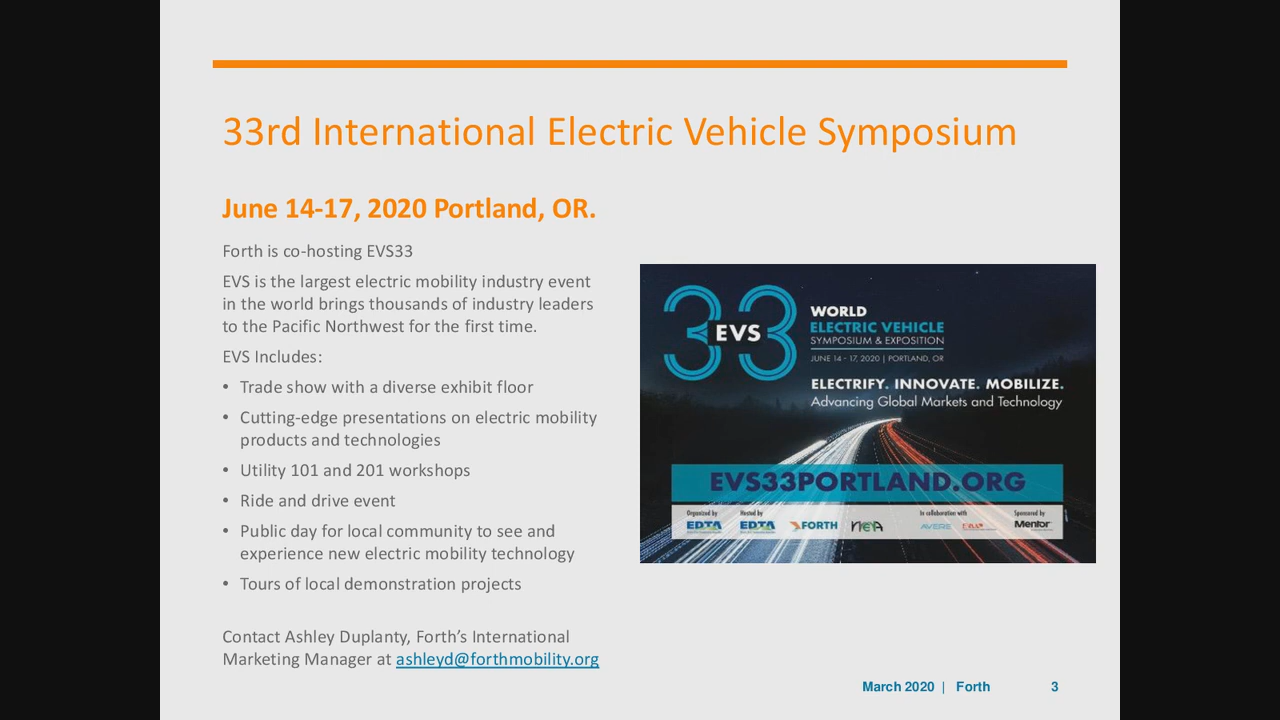 33rd International Electric Vehicle Symposium
June 14-17, 2020 Portland, OR.
Forth is co-hosting EVS33
EVS is the largest electric mobility industry event
in the world brings thousands of industry leaders
to the Pacific Northwest for the first time.
EVS Includes:
• Trade show with a diverse exhibit floor
• Cutting-edge presentations on electric mobility
products and technologies
• Utility 101 and 201 workshops
• Ride and drive event
• Public day for local community to see and
experience new electric mobility technology
• Tours of local demonstration projects
Contact Ashley Duplanty, Forth’s International
Marketing Manager at ashleyd@forthmobility.org
33
EVS
WORLD
ELECTRIC VEHICLE
SYMPOSIUM & EXPOSITION
JUNE 14 - 17, 2020 | PORTLAND, OR
ELECTRIFY. INNOVATE. MOBILIZE.
Advancing Global Markets and Technology
EVS33PORTLAND.ORG
Organized by Hosted by In collaboration with Sponsored by
EDTA EDTA FORTH AVERE Mentor
March 2020 | Forth 3